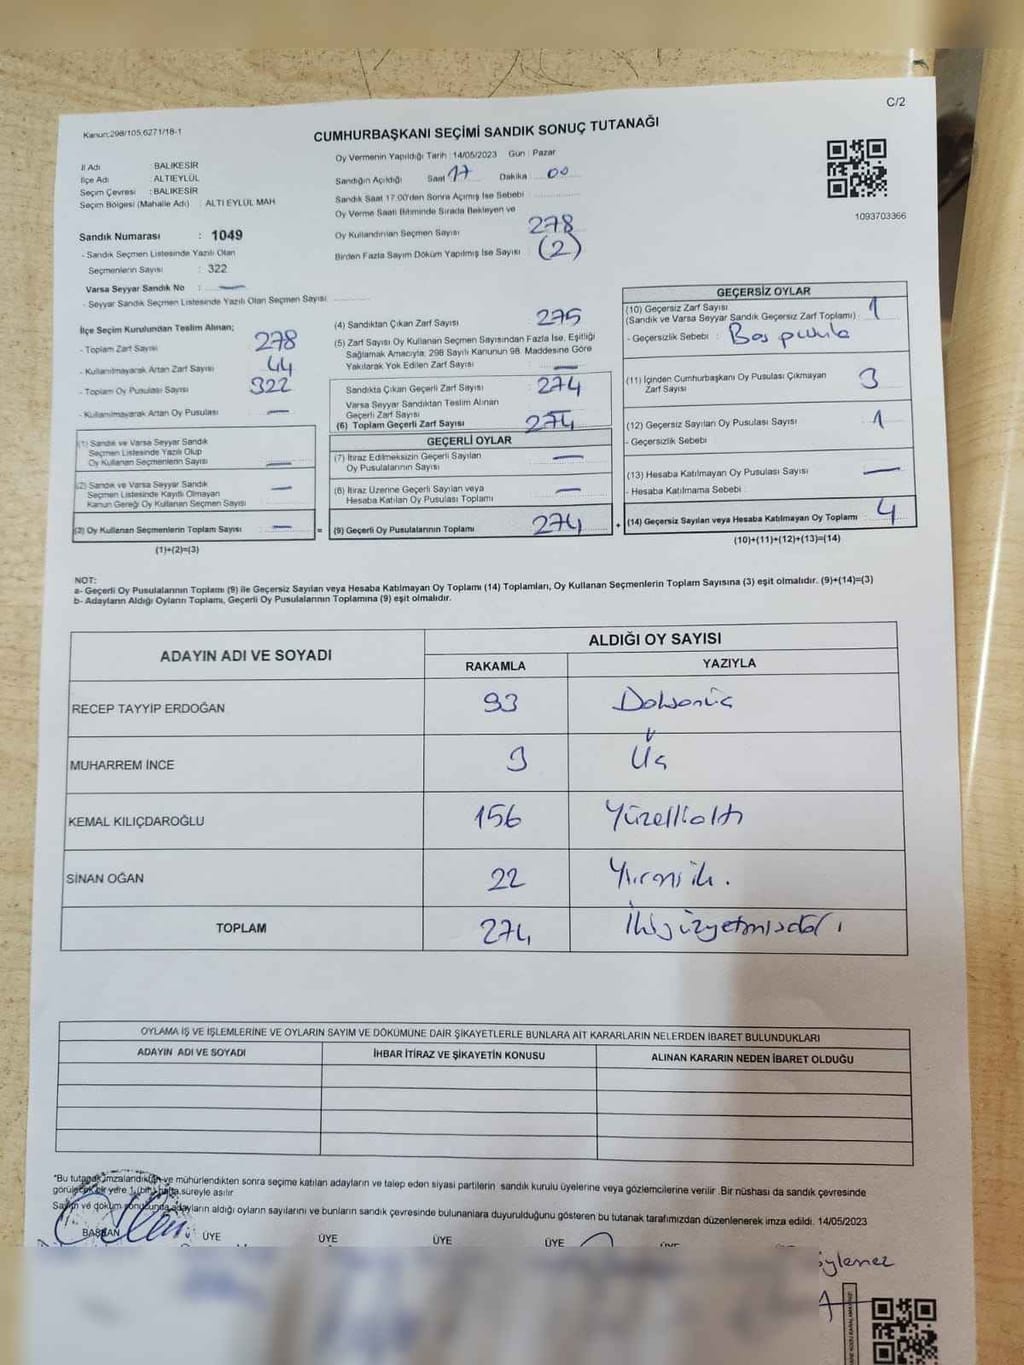 C/2
Kanun:298/105,6271/18-1
CUMHURBAŞKANI SEÇİMİ SANDIK SONUÇ TUTANAĞI
İl Adı : BALIKESİR
İlçe Adı : ALTIEYLÜL
Seçim Çevresi : BALIKESİR
Seçim Bölgesi (Mahalle Adı) : ALTI EYLÜL MAH
Sandık Numarası : 1049
- Sandık Seçmen Listesinde Yazılı Olan
Seçmenlerin Sayısı : 322
Varsa Seyyar Sandık No : —
- Seyyar Sandık Seçmen Listesinde Yazılı Olan Seçmen Sayısı
Oy Vermenin Yapıldığı Tarih : 14/05/2023 Gün : Pazar
Sandığın Açıldığı Saat 17 Dakika 00
Sandık Saat 17.00'den Sonra Açımış İse Sebebi
Oy Verme Saati Bitiminde Sırada Bekleyen ve
Oy Kullandırılan Seçmen Sayısı 278
Birden Fazla Sayım Döküm Yapılmış İse Sayısı (2)
1093703366
İlçe Seçim Kurulundan Teslim Alınan;
- Toplam Zarf Sayısı 278
- Kullanılmayarak Artan Zarf Sayısı 44
- Toplam Oy Pusulası Sayısı 322
- Kullanılmayarak Artan Oy Pusulası —
(1) Sandık ve Varsa Seyyar Sandık
Seçmen Listesinde Yazılı Olup
Oy Kullanan Seçmenlerin Sayısı —
(2) Sandık ve Varsa Seyyar Sandık
Seçmen Listesinde Kayıtlı Olmayan
Kanun Gereği Oy Kullanan Seçmen Sayısı —
(3) Oy Kullanan Seçmenlerin Toplam Sayısı —
(1)+(2)=(3)
(4) Sandıktan Çıkan Zarf Sayısı 275
(5) Zarf Sayısı Oy Kullanan Seçmen Sayısından Fazla İse, Eşitliği
Sağlamak Amacıyla, 298 Sayılı Kanunun 98. Maddesine Göre
Yakılarak Yok Edilen Zarf Sayısı —
Sandıkta Çıkan Geçerli Zarf Sayısı 274
Varsa Seyyar Sandıktan Teslim Alınan
Geçerli Zarf Sayısı
(6) Toplam Geçerli Zarf Sayısı 274
GEÇERLİ OYLAR
(7) İtiraz Edilmeksizin Geçerli Sayılan
Oy Pusulalarının Sayısı —
(8) İtiraz Üzerine Geçerli Sayılan veya
Hesaba Katılan Oy Pusulası Toplamı —
= (9) Geçerli Oy Pusulalarının Toplamı 274
GEÇERSİZ OYLAR
(10) Geçersiz Zarf Sayısı
(Sandık ve Varsa Seyyar Sandık Geçersiz Zarf Toplamı) 1
- Geçersizlik Sebebi : Boş pusula
(11) İçinden Cumhurbaşkanı Oy Pusulası Çıkmayan
Zarf Sayısı 3
(12) Geçersiz Sayılan Oy Pusulası Sayısı 1
- Geçersizlik Sebebi
(13) Hesaba Katılmayan Oy Pusulası Sayısı —
- Hesaba Katılmama Sebebi
+ (14) Geçersiz Sayılan veya Hesaba Katılmayan Oy Toplamı 4
(10)+(11)+(12)+(13)=(14)
NOT:
a- Geçerli Oy Pusulalarının Toplamı (9) ile Geçersiz Sayılan veya Hesaba Katılmayan Oy Toplamı (14) Toplamları, Oy Kullanan Seçmenlerin Toplam Sayısına (3) eşit olmalıdır. (9)+(14)=(3)
b- Adayların Aldığı Oyların Toplamı, Geçerli Oy Pusulalarının Toplamına (9) eşit olmalıdır.
ADAYIN ADI VE SOYADI
ALDIĞI OY SAYISI
RAKAMLA YAZIYLA
RECEP TAYYİP ERDOĞAN 93 Doksanüç
MUHARREM İNCE 3 Üç
KEMAL KILIÇDAROĞLU 156 Yüzellialtı
SİNAN OĞAN 22 Yirmiiki.
TOPLAM 274 İkiyüzyetmişdört
OYLAMA İŞ VE İŞLEMLERİNE VE OYLARIN SAYIM VE DÖKÜMÜNE DAİR ŞİKAYETLERLE BUNLARA AİT KARARLARIN NELERDEN İBARET BULUNDUKLARI
ADAYIN ADI VE SOYADI İHBAR İTİRAZ VE ŞİKAYETİN KONUSU ALINAN KARARIN NEDEN İBARET OLDUĞU
*Bu tutanak imzalandıktan ve mühürlendikten sonra seçime katılan adayların ve talep eden siyasi partilerin sandık kurulu üyelerine veya gözlemcilerine verilir .Bir nüshası da sandık çevresinde
görülecek bir yere 1 (bir) hafta süreyle asılır
Sayım ve döküm sonucunda adayların aldığı oyların sayılarını ve bunların sandık çevresinde bulunanlara duyurulduğunu gösteren bu tutanak tarafımızdan düzenlenerek imza edildi. 14/05/2023
BAŞKAN ÜYE ÜYE ÜYE ÜYE